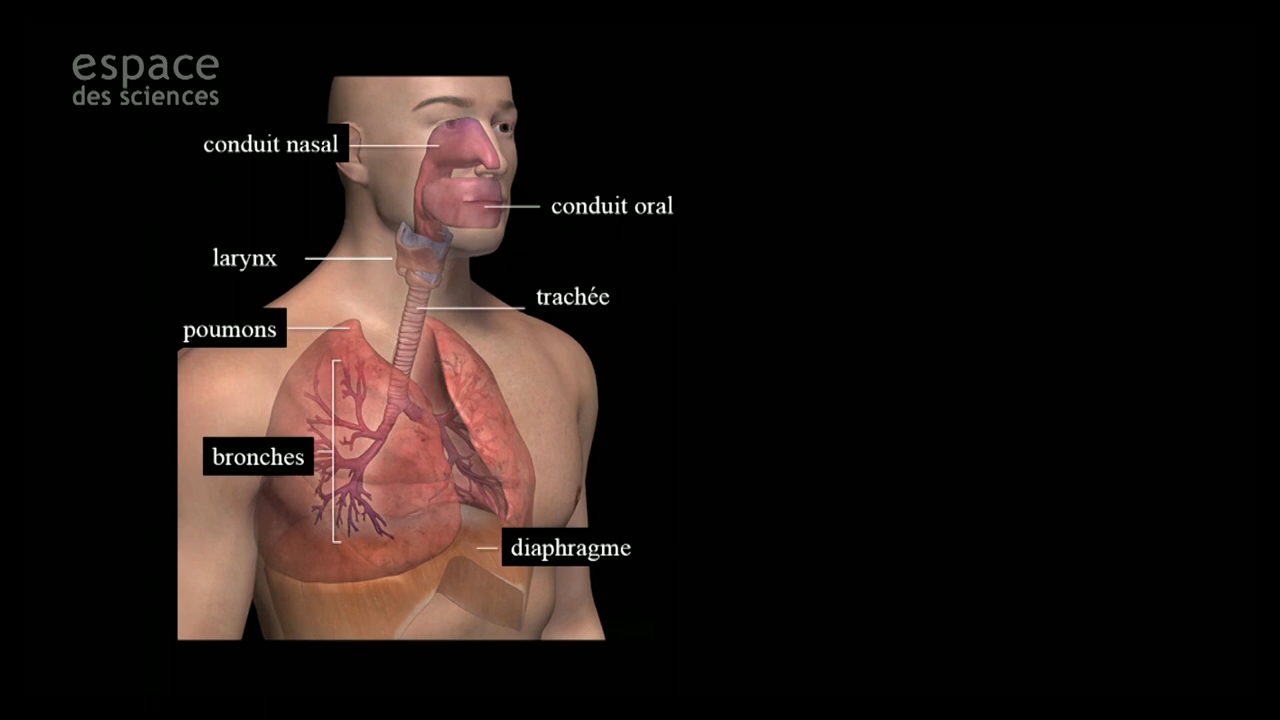 espace
des sciences
conduit nasal
conduit oral
larynx
trachée
poumons
bronches
diaphragme